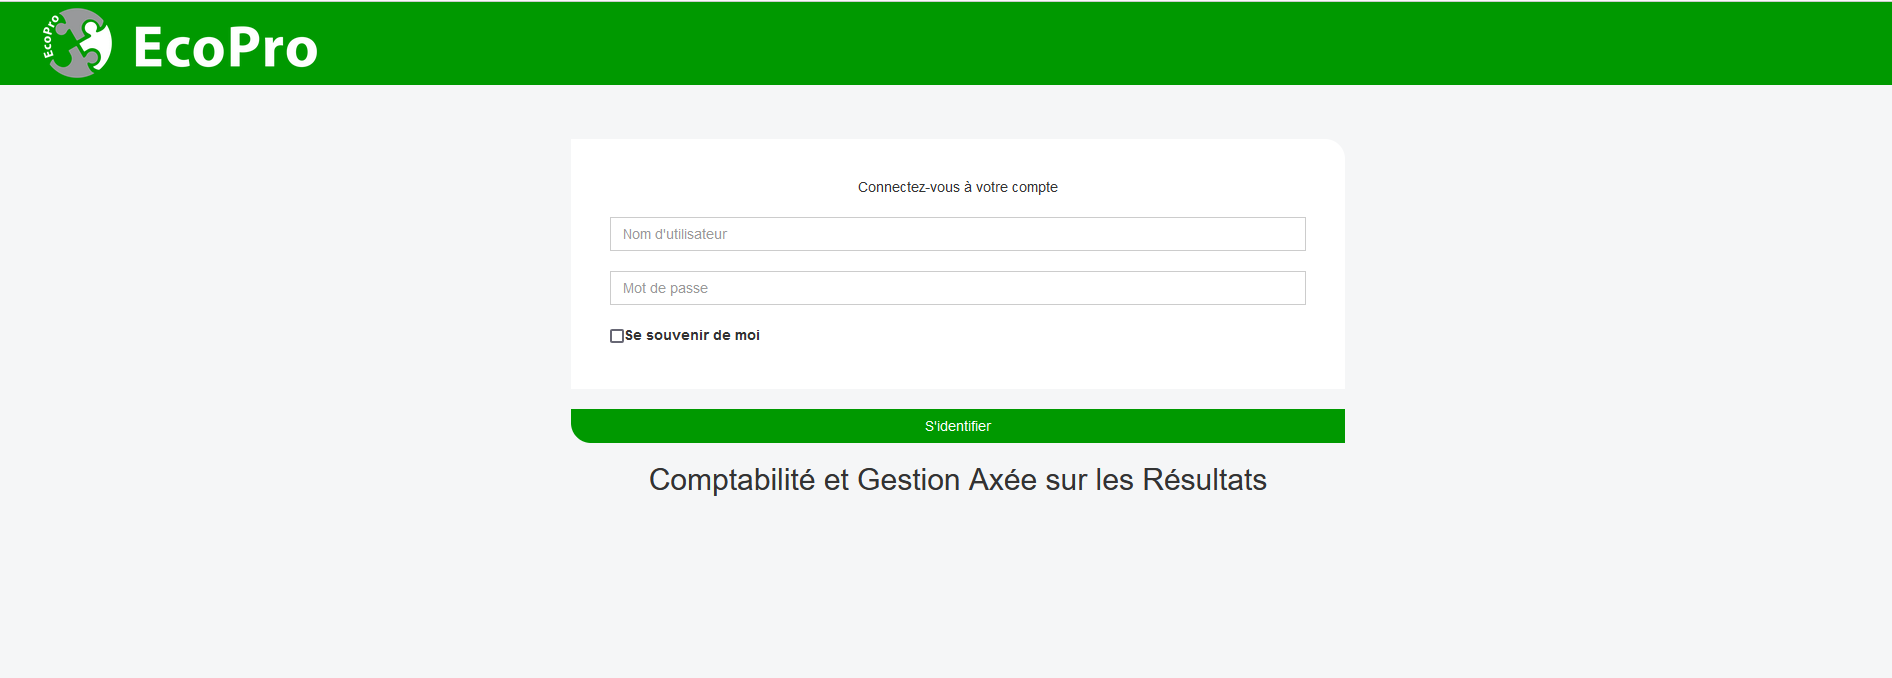 EcoPro
EcoPro
Connectez-vous à votre compte
Nom d'utilisateur
Mot de passe
Se souvenir de moi
S'identifier
Comptabilité et Gestion Axée sur les Résultats